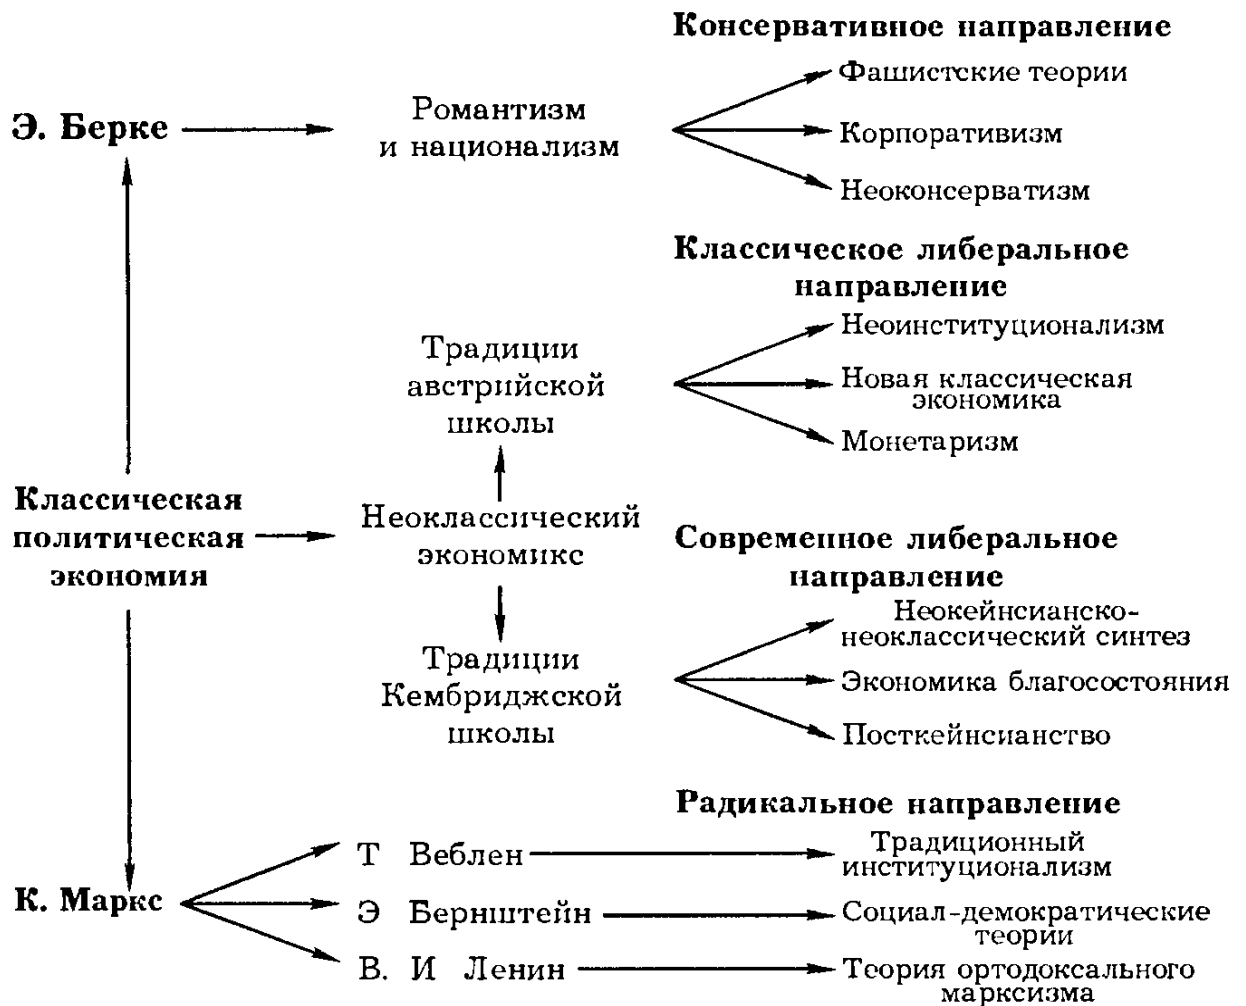 Консервативное направление
Фашистские теории
Э. Берке
Романтизм
и национализм
Корпоративизм
Неоконсерватизм
Классическое либеральное
направление
Неоинституционализм
Традиции
австрийской
школы
Новая классическая
экономика
Монетаризм
Классическая
политическая
экономия
Неоклассический
экономикс
Современное либеральное
направление
Неокейнсианско-
неоклассический синтез
Традиции
Кембриджской
школы
Экономика благосостояния
Посткейнсианство
Радикальное направление
К. Маркс
Т Веблен
Традиционный
институционализм
Э Бернштейн
Социал-демократические
теории
В. И Ленин
Теория ортодоксального
марксизма